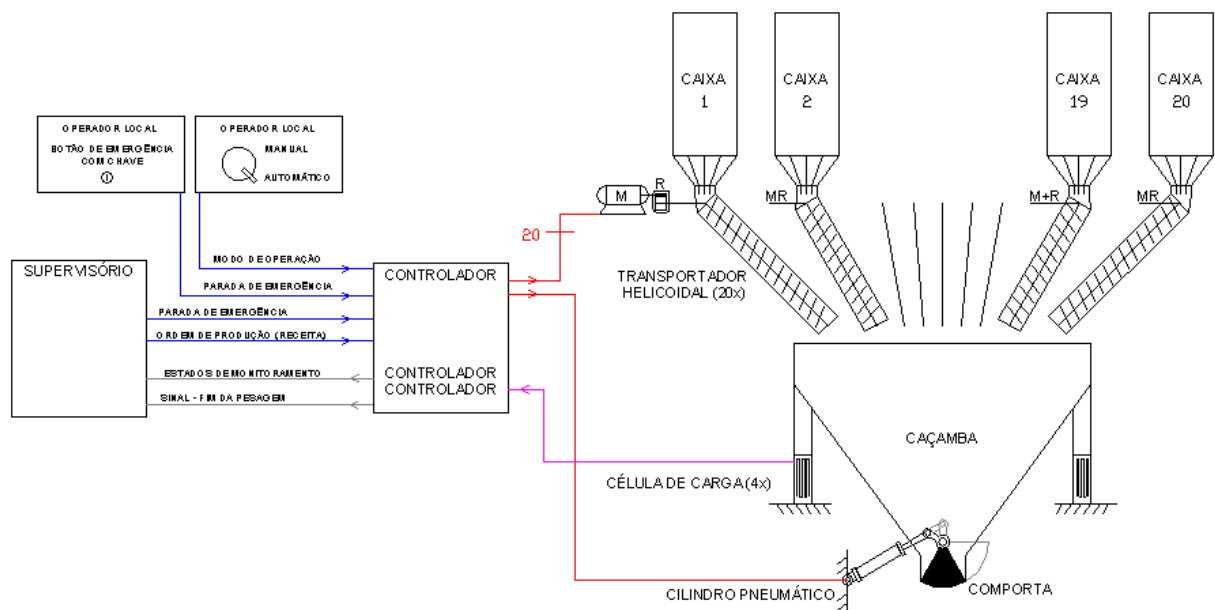 CAIXA
1
CAIXA
2
CAIXA
19
CAIXA
20
OPERADOR LOCAL
BOTÃO DE EMERGÊNCIA
COM CHAVE
OPERADOR LOCAL
MANUAL
AUTOMÁTICO
M
R
MR
M+R
MR
20
SUPERVISÓRIO
MODO DE OPERAÇÃO
PARADA DE EMERGÊNCIA
PARADA DE EMERGÊNCIA
ORDEM DE PRODUÇÃO (RECEITA)
ESTADOS DE MONITORAMENTO
SINAL - FIM DA PESAGEM
CONTROLADOR
CONTROLADOR
CONTROLADOR
TRANSPORTADOR
HELICOIDAL (20x)
CAÇAMBA
CÉLULA DE CARGA (4x)
CILINDRO PNEUMÁTICO
COMPORTA